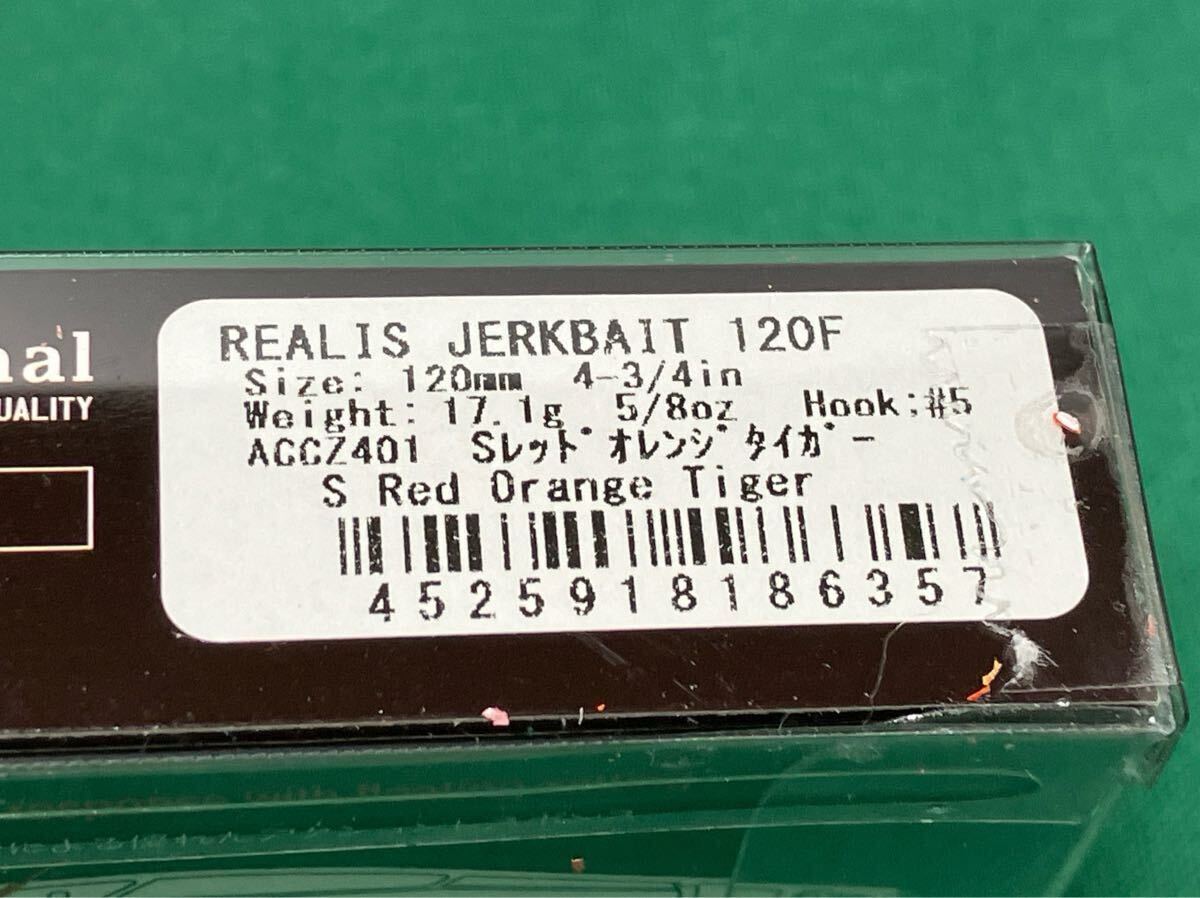 REALIS JERKBAIT 120F
Size: 120mm 4-3/4in
Weight: 17.1g 5/8oz Hook:#5
ACCZ401 Sレッドオレンジタイガー
S Red Orange Tiger
4525918186357
nal
QUALITY